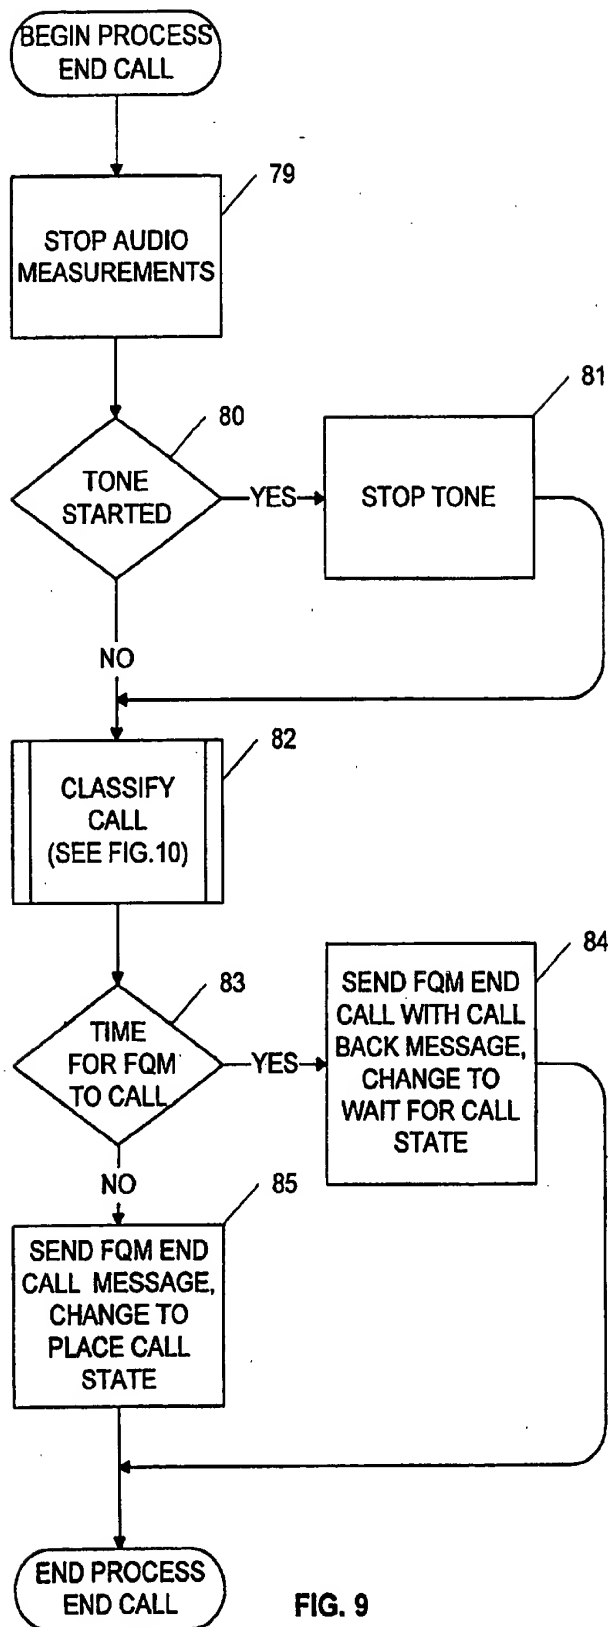 BEGIN PROCESS
END CALL
79
STOP AUDIO
MEASUREMENTS
80
TONE
STARTED
YES
81
STOP TONE
NO
82
CLASSIFY
CALL
(SEE FIG.10)
83
TIME
FOR FQM
TO CALL
YES
84
SEND FQM END
CALL WITH CALL
BACK MESSAGE,
CHANGE TO
WAIT FOR CALL
STATE
NO
85
SEND FQM END
CALL MESSAGE,
CHANGE TO
PLACE CALL
STATE
END PROCESS
END CALL
FIG. 9